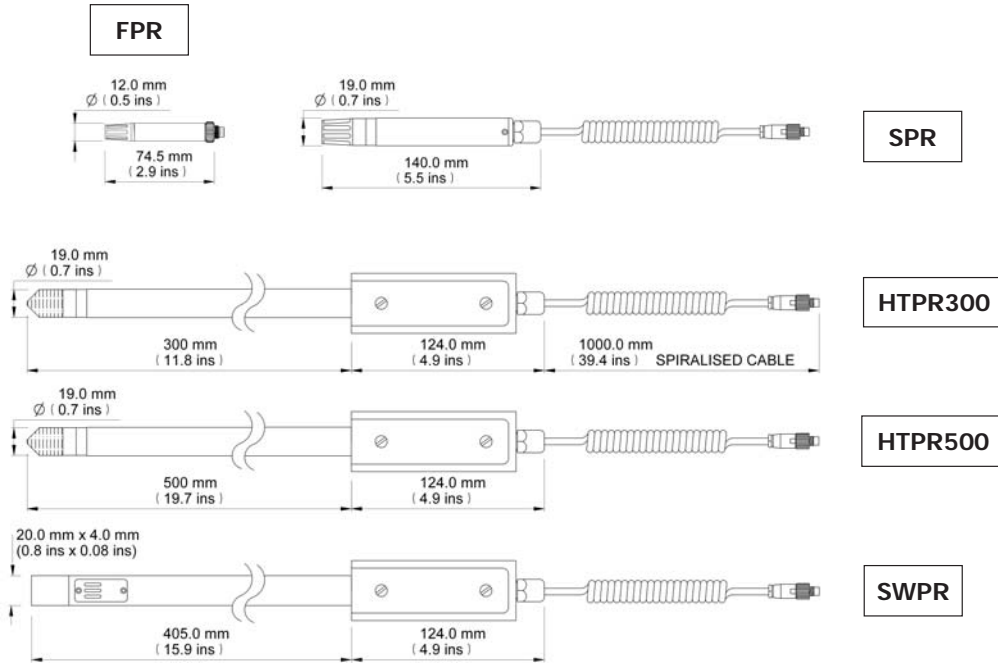 FPR
12.0 mm
Ø ( 0.5 ins )
74.5 mm
( 2.9 ins )
19.0 mm
Ø ( 0.7 ins )
140.0 mm
( 5.5 ins )
SPR
19.0 mm
Ø ( 0.7 ins )
300 mm
( 11.8 ins )
124.0 mm
( 4.9 ins )
1000.0 mm
( 39.4 ins ) SPIRALISED CABLE
HTPR300
19.0 mm
Ø ( 0.7 ins )
500 mm
( 19.7 ins )
124.0 mm
( 4.9 ins )
HTPR500
20.0 mm x 4.0 mm
(0.8 ins x 0.08 ins)
405.0 mm
( 15.9 ins )
124.0 mm
( 4.9 ins )
SWPR